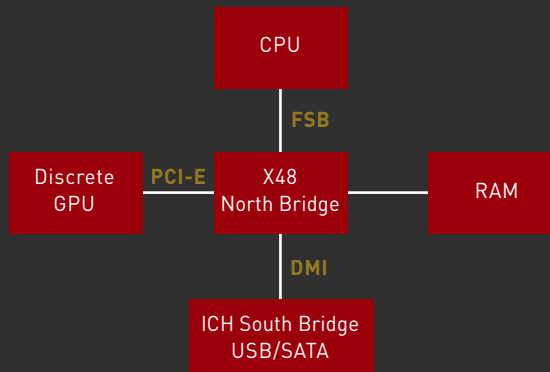 CPU
FSB
Discrete
GPU
PCI-E
X48
North Bridge
RAM
DMI
ICH South Bridge
USB/SATA